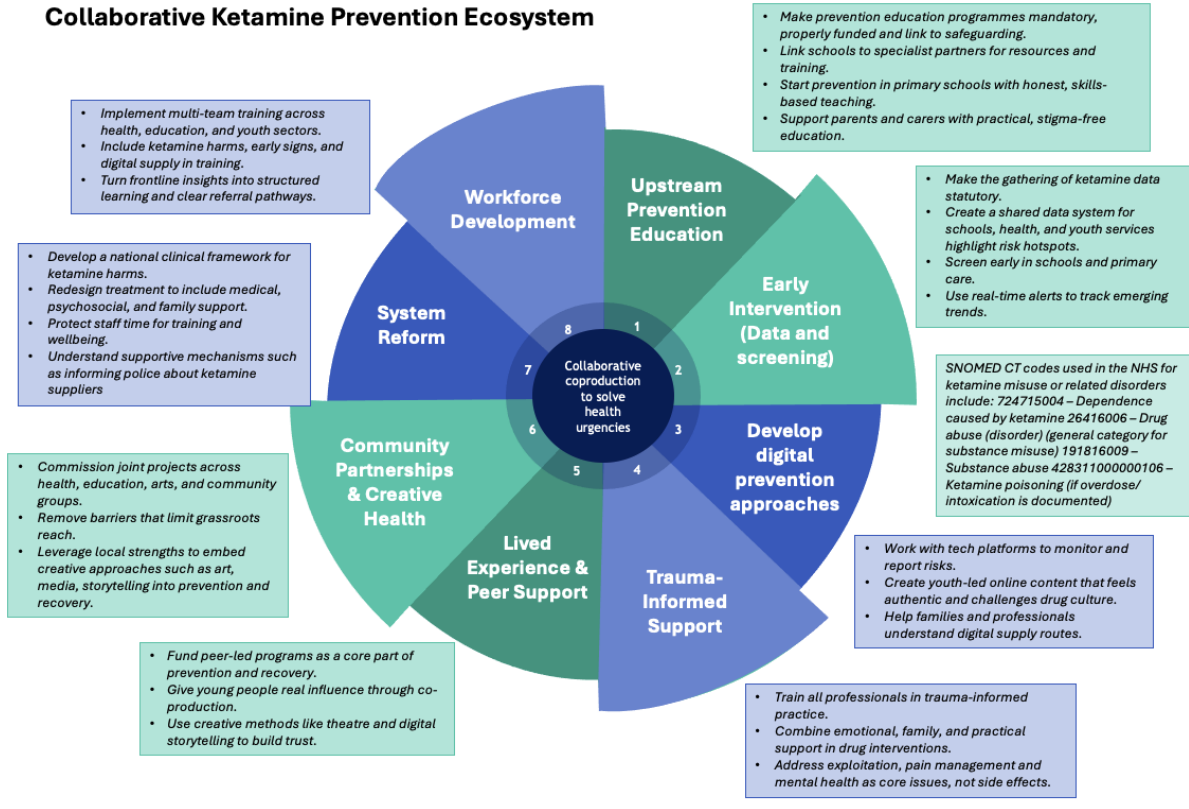 Collaborative Ketamine Prevention Ecosystem
• Make prevention education programmes mandatory,
properly funded and link to safeguarding.
• Link schools to specialist partners for resources and
training.
• Start prevention in primary schools with honest, skills-
based teaching.
• Support parents and carers with practical, stigma-free
education.
• Implement multi-team training across
health, education, and youth sectors.
• Include ketamine harms, early signs, and
digital supply in training.
• Turn frontline insights into structured
learning and clear referral pathways.
Workforce
Development
Upstream
Prevention
Education
• Make the gathering of ketamine data
statutory.
• Create a shared data system for
schools, health, and youth services
highlight risk hotspots.
• Screen early in schools and primary
care.
• Use real-time alerts to track emerging
trends.
• Develop a national clinical framework for
ketamine harms.
• Redesign treatment to include medical,
psychosocial, and family support.
• Protect staff time for training and
wellbeing.
• Understand supportive mechanisms such
as informing police about ketamine
suppliers
System
Reform
Early
Intervention
(Data and
screening)
8
1
7
2
6
3
5
4
Collaborative
coproduction
to solve
health
urgencies
SNOMED CT codes used in the NHS for
ketamine misuse or related disorders
include: 724715004 – Dependence
caused by ketamine 26416006 – Drug
abuse (disorder) (general category for
substance misuse) 191816009 –
Substance abuse 428311000000106 –
Ketamine poisoning (if overdose/
intoxication is documented)
Community
Partnerships
& Creative
Health
Develop
digital
prevention
approaches
• Commission joint projects across
health, education, arts, and community
groups.
• Remove barriers that limit grassroots
reach.
• Leverage local strengths to embed
creative approaches such as art,
media, storytelling into prevention and
recovery.
Lived
Experience &
Peer Support
Trauma-
Informed
Support
• Work with tech platforms to monitor and
report risks.
• Create youth-led online content that feels
authentic and challenges drug culture.
• Help families and professionals
understand digital supply routes.
• Fund peer-led programs as a core part of
prevention and recovery.
• Give young people real influence through co-
production.
• Use creative methods like theatre and digital
storytelling to build trust.
• Train all professionals in trauma-informed
practice.
• Combine emotional, family, and practical
support in drug interventions.
• Address exploitation, pain management and
mental health as core issues, not side effects.